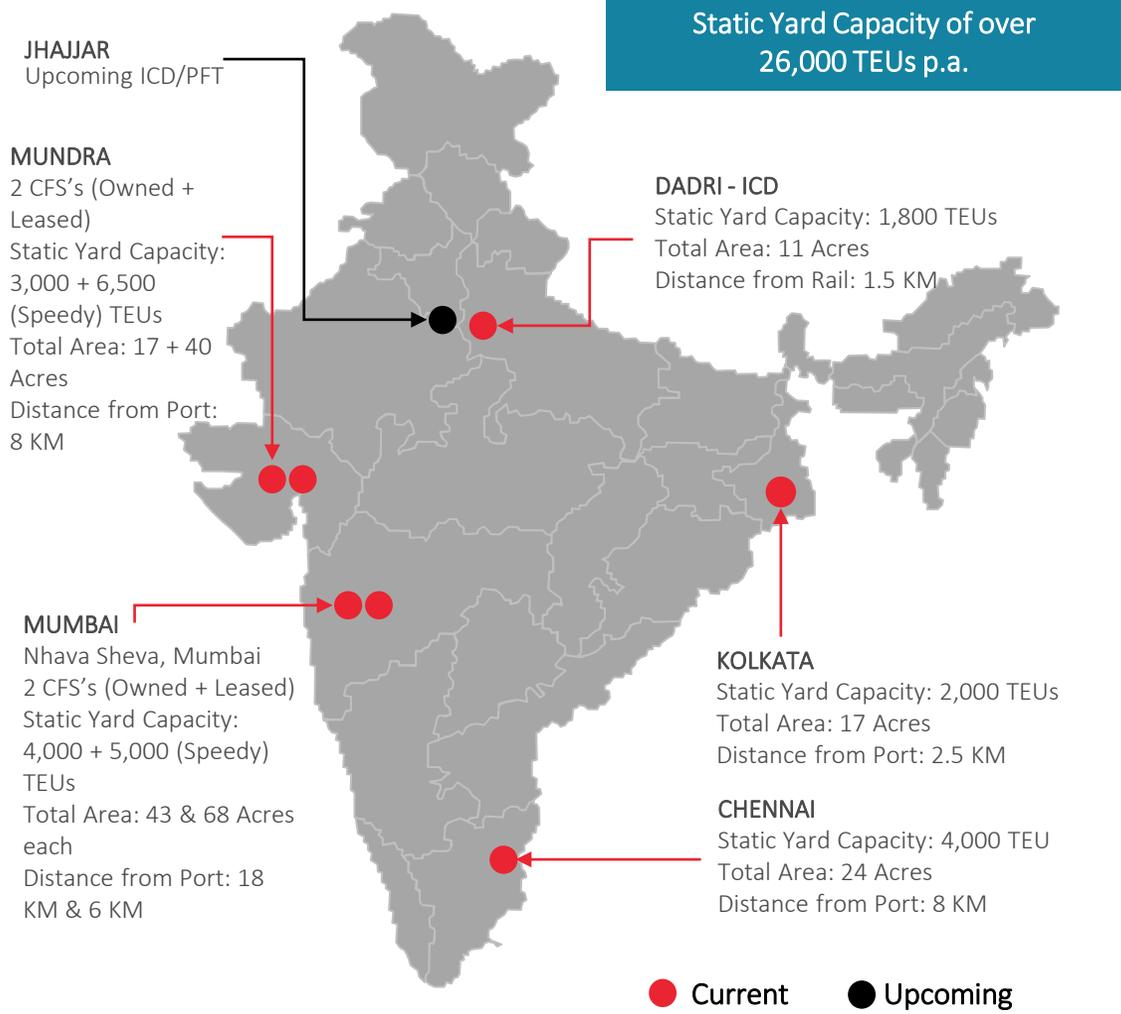 Static Yard Capacity of over
26,000 TEUs p.a.
JHAJJAR
Upcoming ICD/PFT
MUNDRA
2 CFS’s (Owned +
Leased)
Static Yard Capacity:
3,000 + 6,500
(Speedy) TEUs
Total Area: 17 + 40
Acres
Distance from Port:
8 KM
DADRI - ICD
Static Yard Capacity: 1,800 TEUs
Total Area: 11 Acres
Distance from Rail: 1.5 KM
MUMBAI
Nhava Sheva, Mumbai
2 CFS’s (Owned + Leased)
Static Yard Capacity:
4,000 + 5,000 (Speedy)
TEUs
Total Area: 43 & 68 Acres
each
Distance from Port: 18
KM & 6 KM
KOLKATA
Static Yard Capacity: 2,000 TEUs
Total Area: 17 Acres
Distance from Port: 2.5 KM
CHENNAI
Static Yard Capacity: 4,000 TEU
Total Area: 24 Acres
Distance from Port: 8 KM
Current
Upcoming